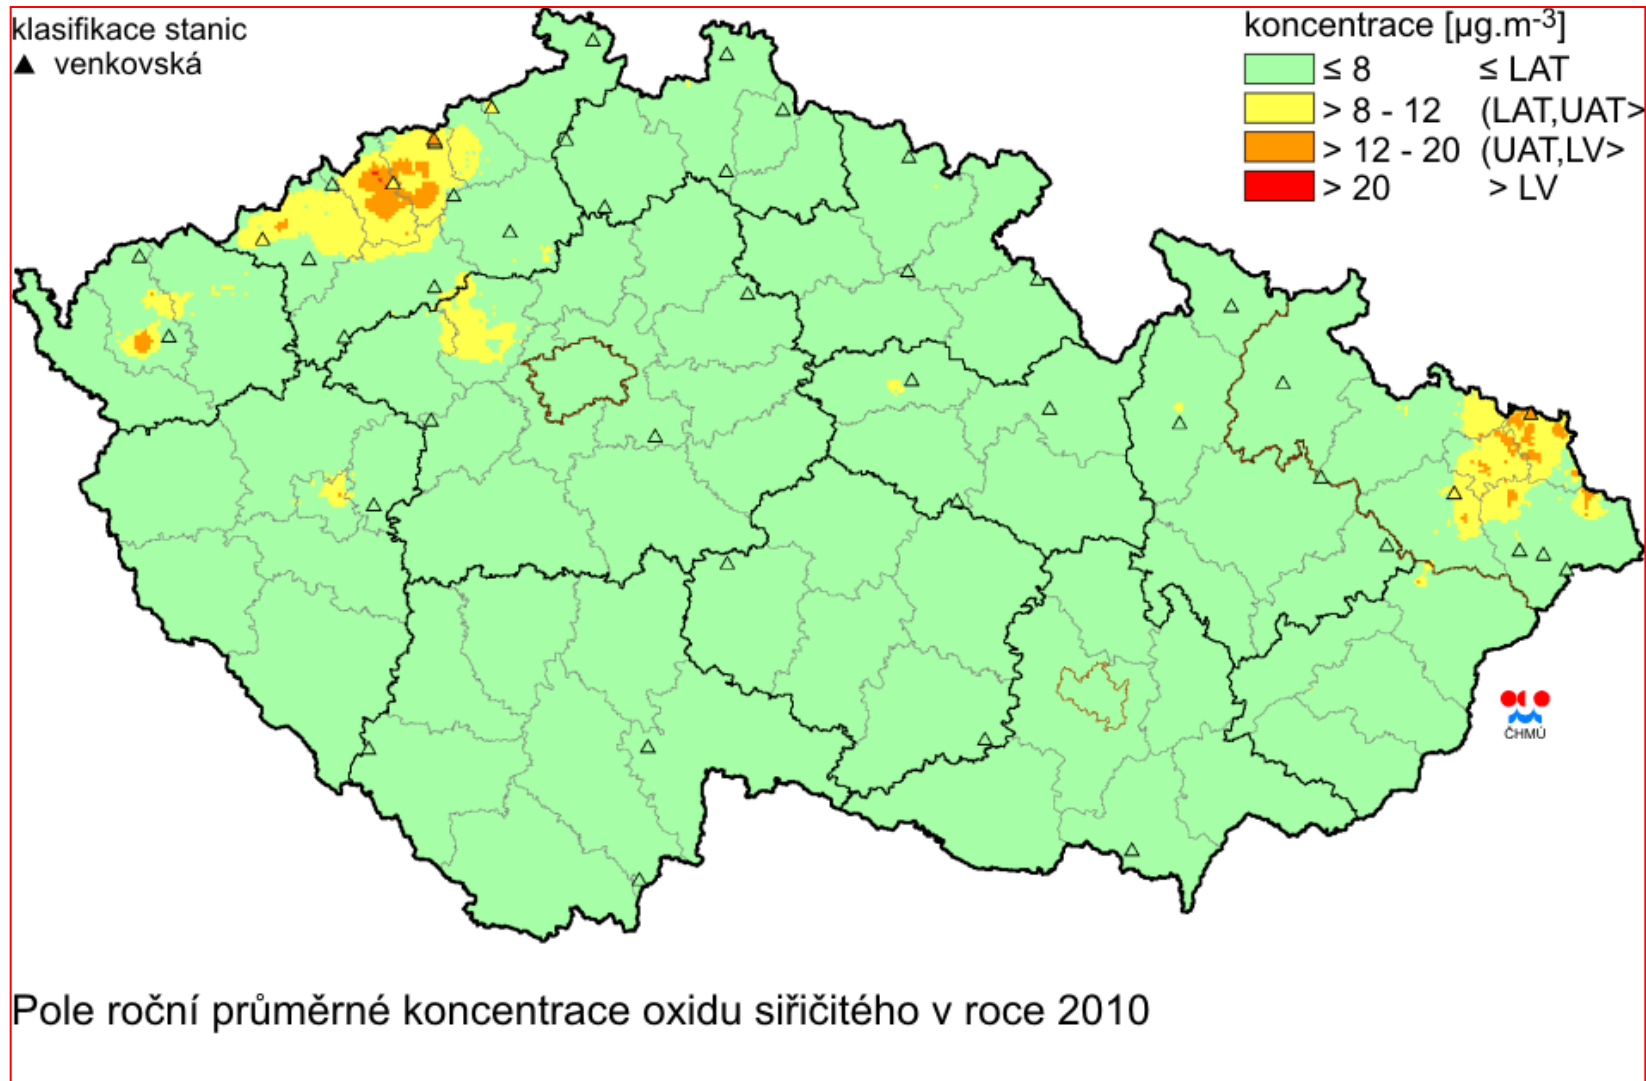 klasifikace stanic
▲ venkovská
koncentrace [µg.m-3]
≤ 8 ≤ LAT
> 8 - 12 (LAT,UAT>
> 12 - 20 (UAT,LV>
> 20 > LV
ČHMÚ
Pole roční průměrné koncentrace oxidu siřičitého v roce 2010